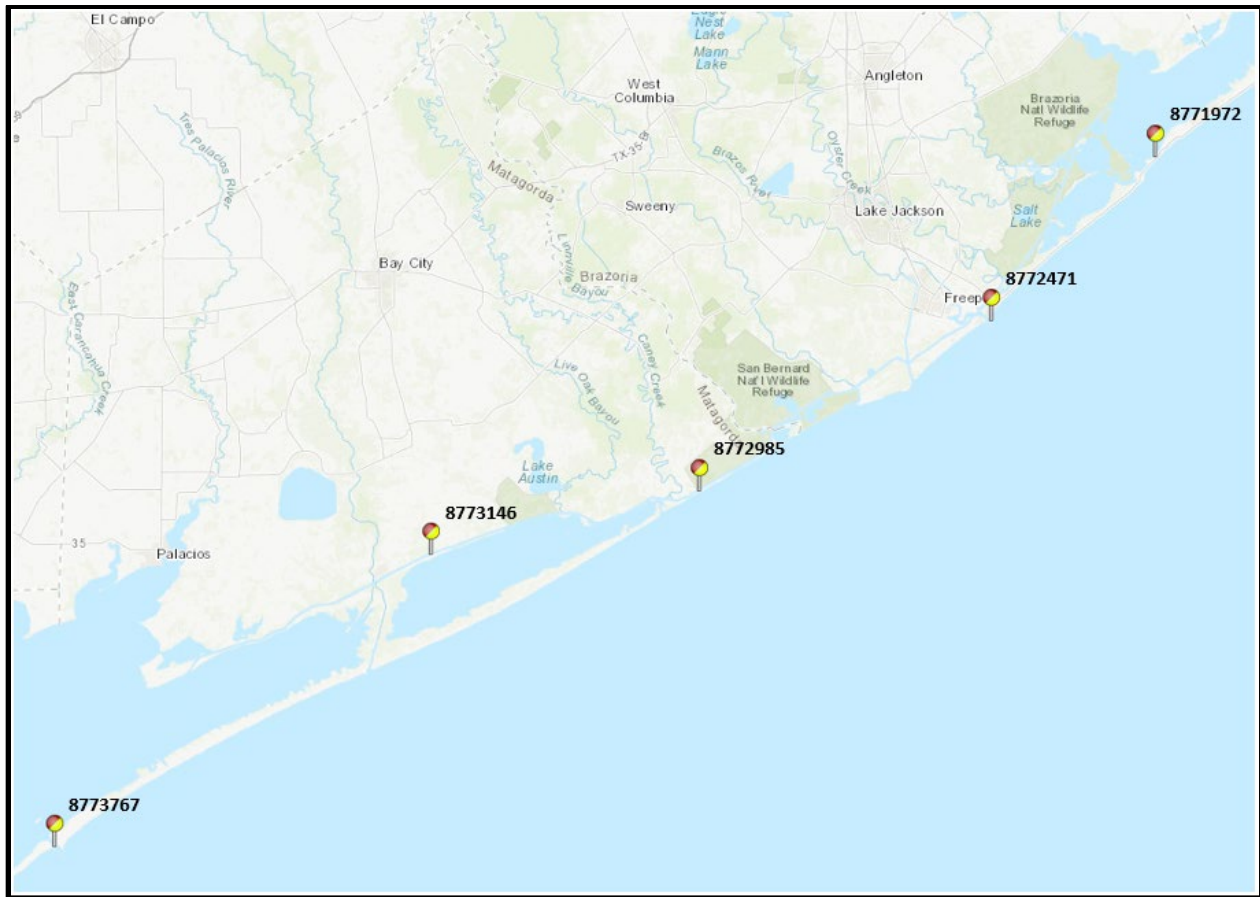 El Campo
Eagle
Nest
Lake
Mann
Lake
Angleton
West
Columbia
Brazoria
Natl Wildlife
Refuge
8771972
Tres Palacios River
TX-35-B
Brazos River
Oyster Creek
Matagorda
Sweeny
Lake Jackson
Salt
Lake
Linnville
Bayou
Bay City
Brazoria
8772471
Freep
East Carancahua Creek
Caney Creek
Live Oak Bayou
San Bernard
Nat'l Wildlife
Refuge
Matagorda
8772985
Lake
Austin
8773146
35
Palacios
8773767